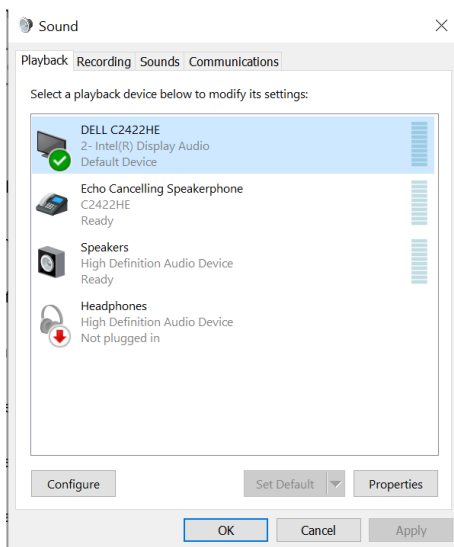 Sound
Playback Recording Sounds Communications
Select a playback device below to modify its settings:
DELL C2422HE
2- Intel(R) Display Audio
Default Device
Echo Cancelling Speakerphone
C2422HE
Ready
Speakers
High Definition Audio Device
Ready
Headphones
High Definition Audio Device
Not plugged in
Configure Set Default Properties
OK Cancel Apply